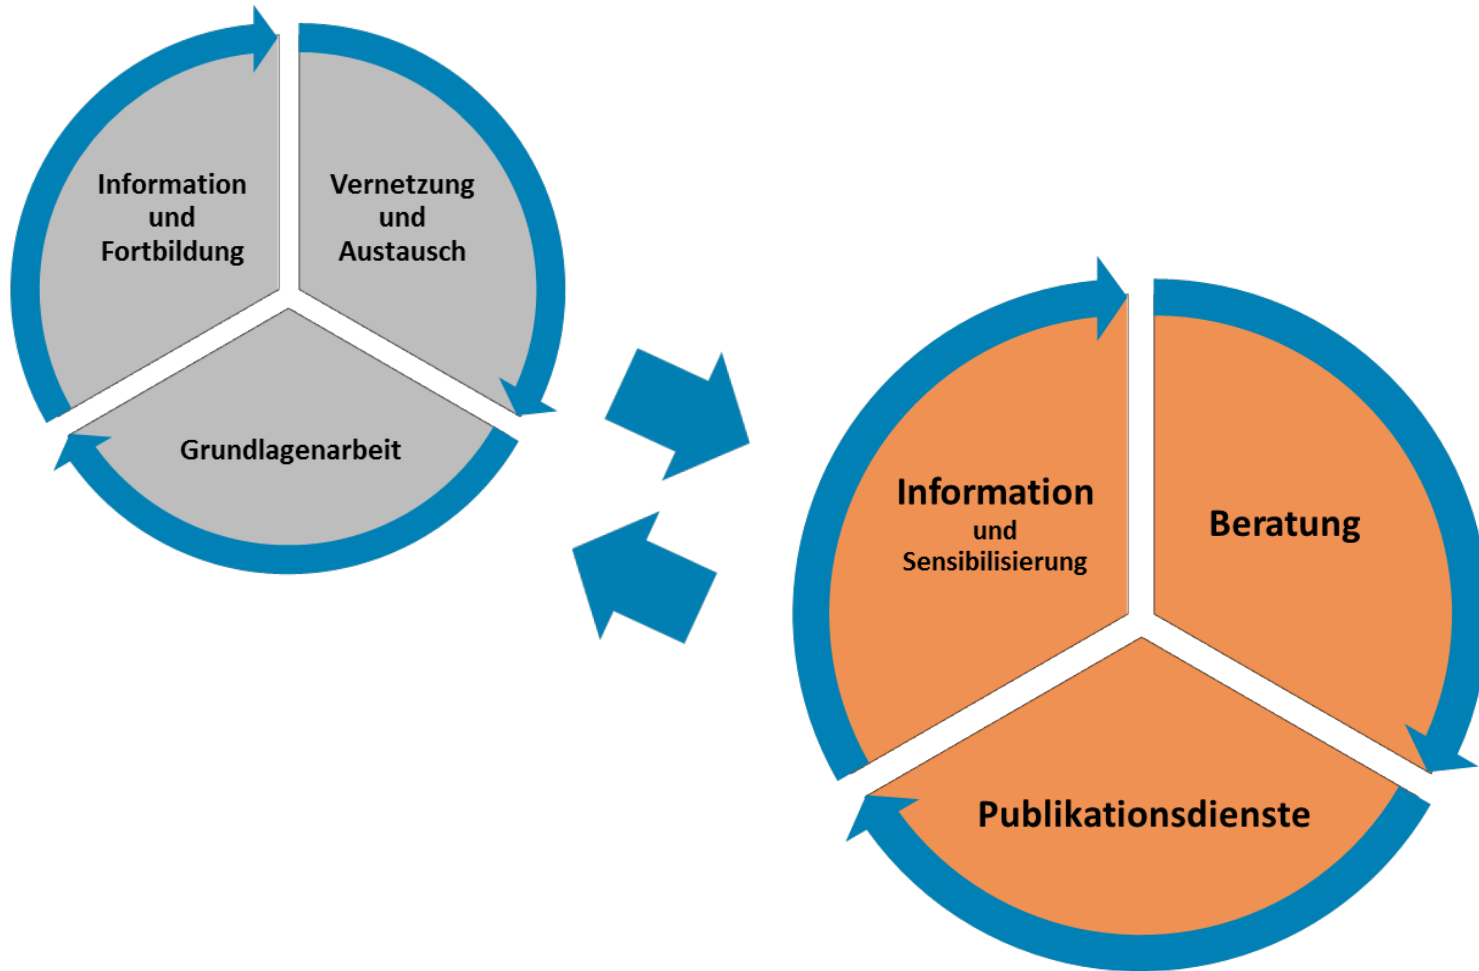 Information
und
Fortbildung
Vernetzung
und
Austausch
Grundlagenarbeit
Information
und
Sensibilisierung
Beratung
Publikationsdienste